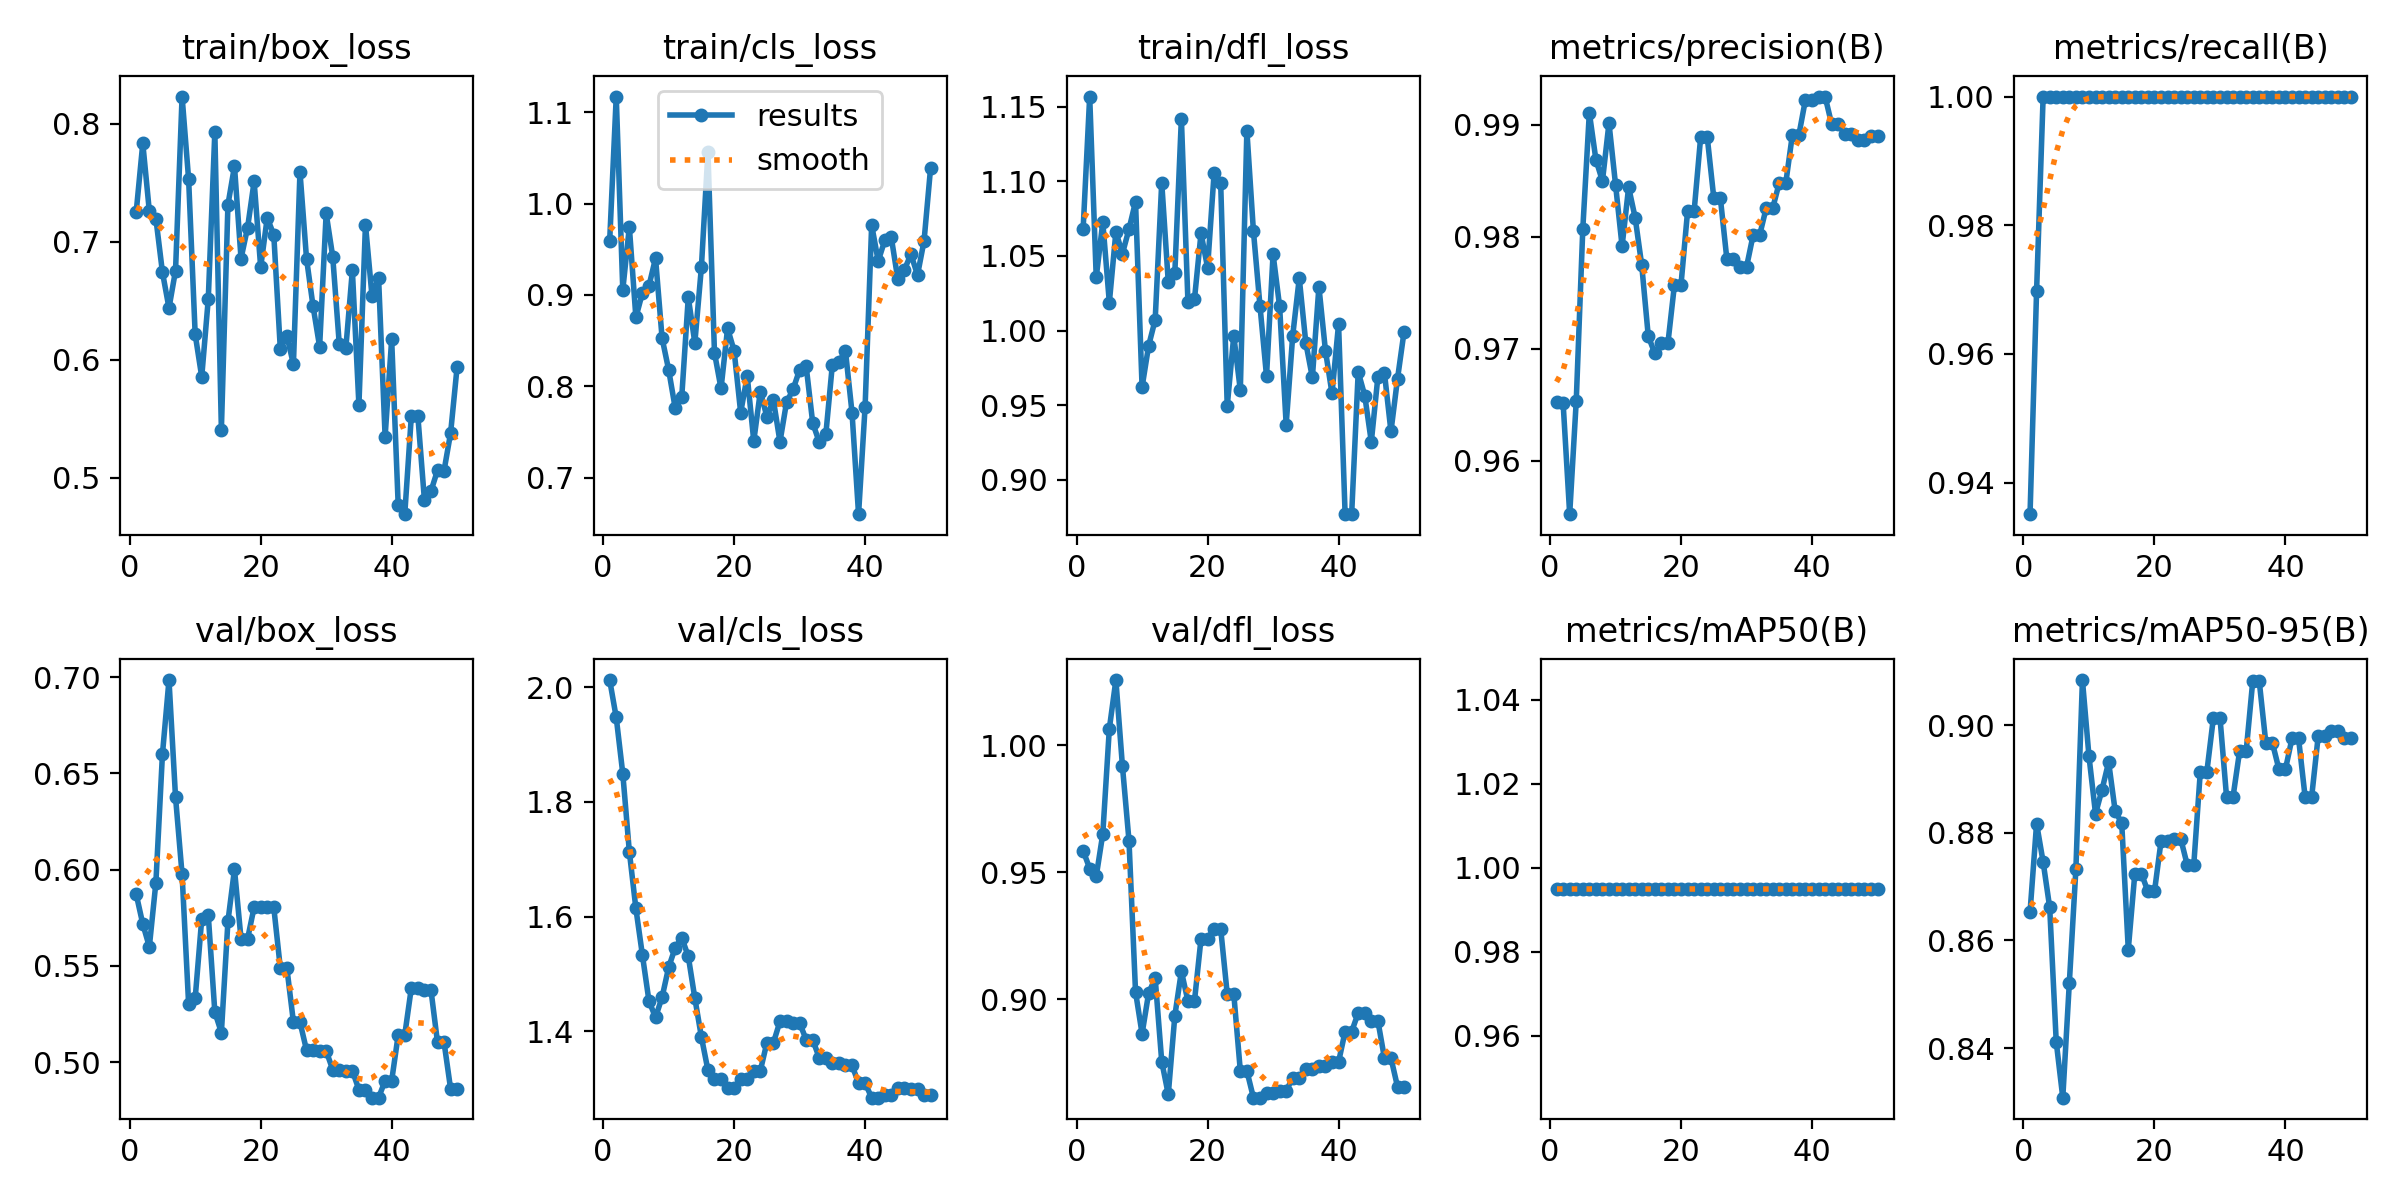 train/box_loss
0.8
0.7
0.6
0.5
0 20 40
train/cls_loss
results
smooth
1.1
1.0
0.9
0.8
0.7
0 20 40
train/dfl_loss
1.15
1.10
1.05
1.00
0.95
0.90
0 20 40
metrics/precision(B)
0.99
0.98
0.97
0.96
0 20 40
metrics/recall(B)
1.00
0.98
0.96
0.94
0 20 40
val/box_loss
0.70
0.65
0.60
0.55
0.50
0 20 40
val/cls_loss
2.0
1.8
1.6
1.4
0 20 40
val/dfl_loss
1.00
0.95
0.90
0 20 40
metrics/mAP50(B)
1.04
1.02
1.00
0.98
0.96
0 20 40
metrics/mAP50-95(B)
0.90
0.88
0.86
0.84
0 20 40